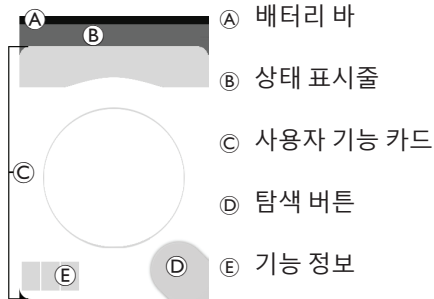 Ⓐ
Ⓑ
Ⓒ
Ⓓ
Ⓔ
Ⓐ 배터리 바
Ⓑ 상태 표시줄
Ⓒ 사용자 기능 카드
Ⓓ 탐색 버튼
Ⓔ 기능 정보